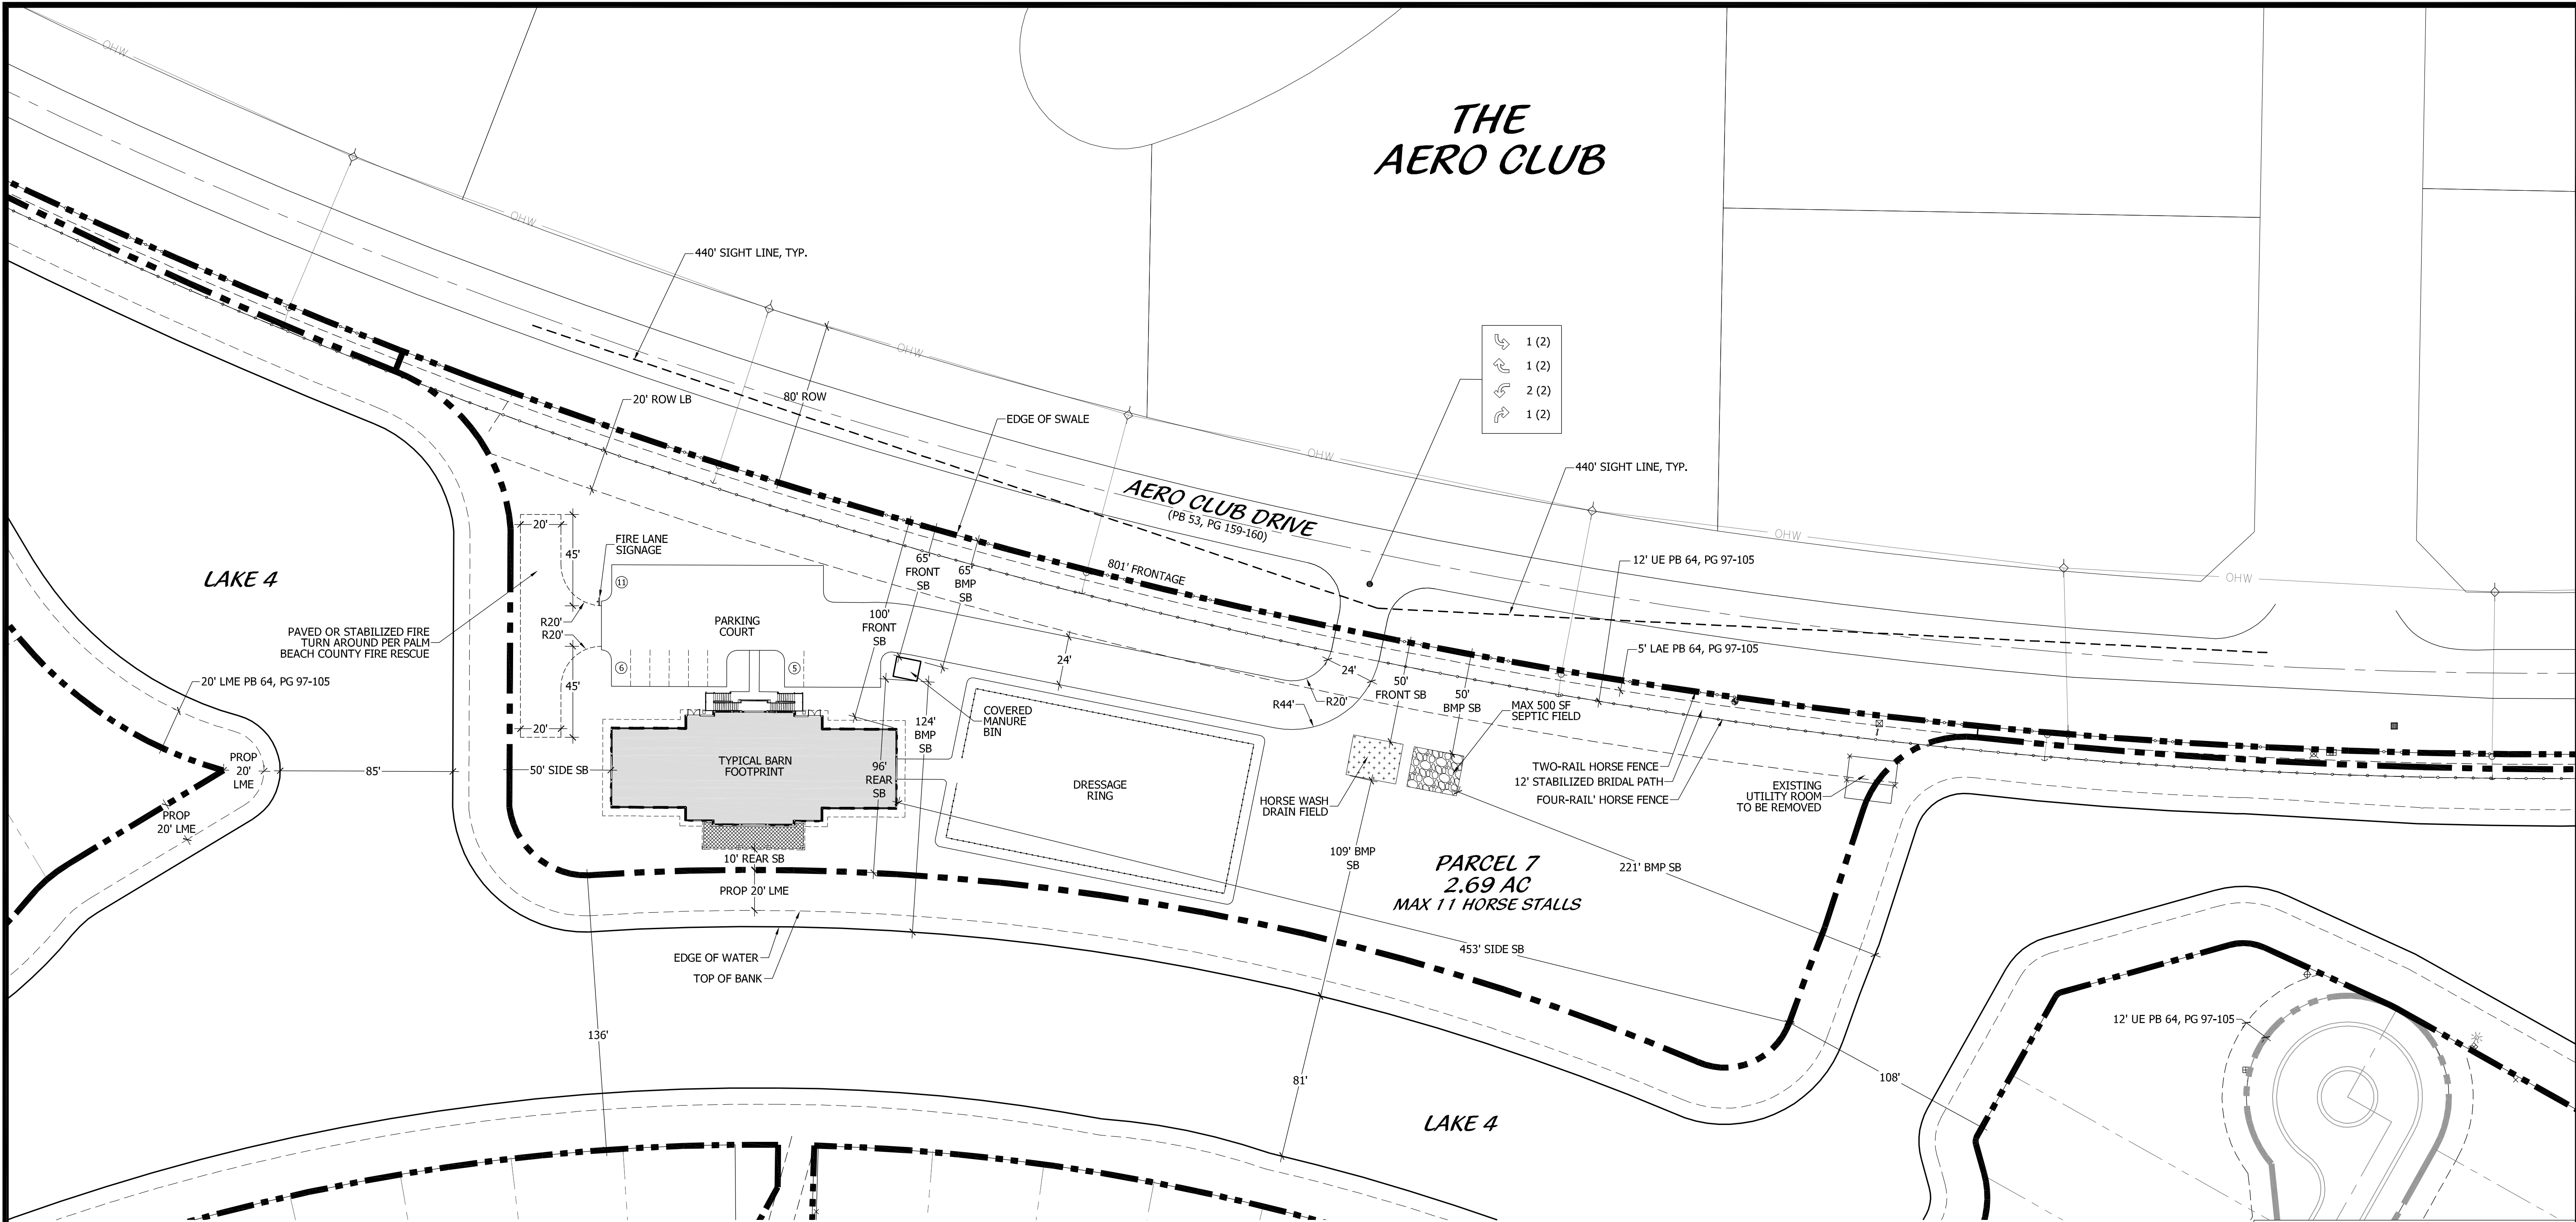 OHW
THE
AERO CLUB
OHW
440' SIGHT LINE, TYP.
OHW
1 (2)
1 (2)
2 (2)
1 (2)
20' ROW LB
80' ROW
EDGE OF SWALE
OHW
440' SIGHT LINE, TYP.
AERO CLUB DRIVE
(PB 53, PG 159-160)
OHW
20'
45'
FIRE LANE
SIGNAGE
65'
FRONT
SB
65'
BMP
SB
801' FRONTAGE
12' UE PB 64, PG 97-105
OHW
LAKE 4
11
PAVED OR STABILIZED FIRE
TURN AROUND PER PALM
BEACH COUNTY FIRE RESCUE
R20'
R20'
PARKING
COURT
100'
FRONT
SB
24'
5' LAE PB 64, PG 97-105
6
5
24'
50'
FRONT SB
50'
BMP SB
20' LME PB 64, PG 97-105
45'
20'
COVERED
MANURE
BIN
R44'
R20'
MAX 500 SF
SEPTIC FIELD
124'
BMP
SB
PROP
20'
LME
85'
50' SIDE SB
TYPICAL BARN
FOOTPRINT
96'
REAR
SB
DRESSAGE
RING
HORSE WASH
DRAIN FIELD
TWO-RAIL HORSE FENCE
12' STABILIZED BRIDAL PATH
FOUR-RAIL' HORSE FENCE
EXISTING
UTILITY ROOM
TO BE REMOVED
PROP
20' LME
10' REAR SB
PROP 20' LME
109' BMP
SB
PARCEL 7
2.69 AC
MAX 11 HORSE STALLS
221' BMP SB
453' SIDE SB
EDGE OF WATER
TOP OF BANK
136'
12' UE PB 64, PG 97-105
81'
108'
LAKE 4